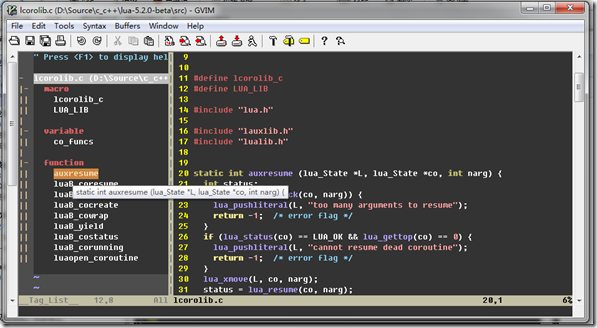 lcorolib.c (D:\Source\c_c++\lua-5.2.0-beta\src) - GVIM
File Edit Tools Syntax Buffers Window Help
" Press <F1> to display hel
lcorolib.c (D:\Source\c_c++
macro
lcorolib_c
LUA_LIB
variable
co_funcs
function
auxresume
luaB_coresume
luaB
luaB_cocreate
luaB_cowrap
luaB_yield
luaB_costatus
luaB_corunning
luaopen_coroutine
~
~
__Tag_List__ 12,8 All
static int auxresume (lua_State *L, lua_State *co, int narg) {
9
10
11 #define lcorolib_c
12 #define LUA_LIB
13
14 #include "lua.h"
15
16 #include "lauxlib.h"
17 #include "lualib.h"
18
19
20 static int auxresume (lua_State *L, lua_State *co, int narg) {
21 int status;
ck(co, narg)) {
23 lua_pushliteral(L, "too many arguments to resume");
24 return -1; /* error flag */
25 }
26 if (lua_status(co) == LUA_OK && lua_gettop(co) == 0) {
27 lua_pushliteral(L, "cannot resume dead coroutine");
28 return -1; /* error flag */
29 }
30 lua_xmove(L, co, narg);
31 status = lua_resume(co, L, narg);
lcorolib.c 20,1 6%